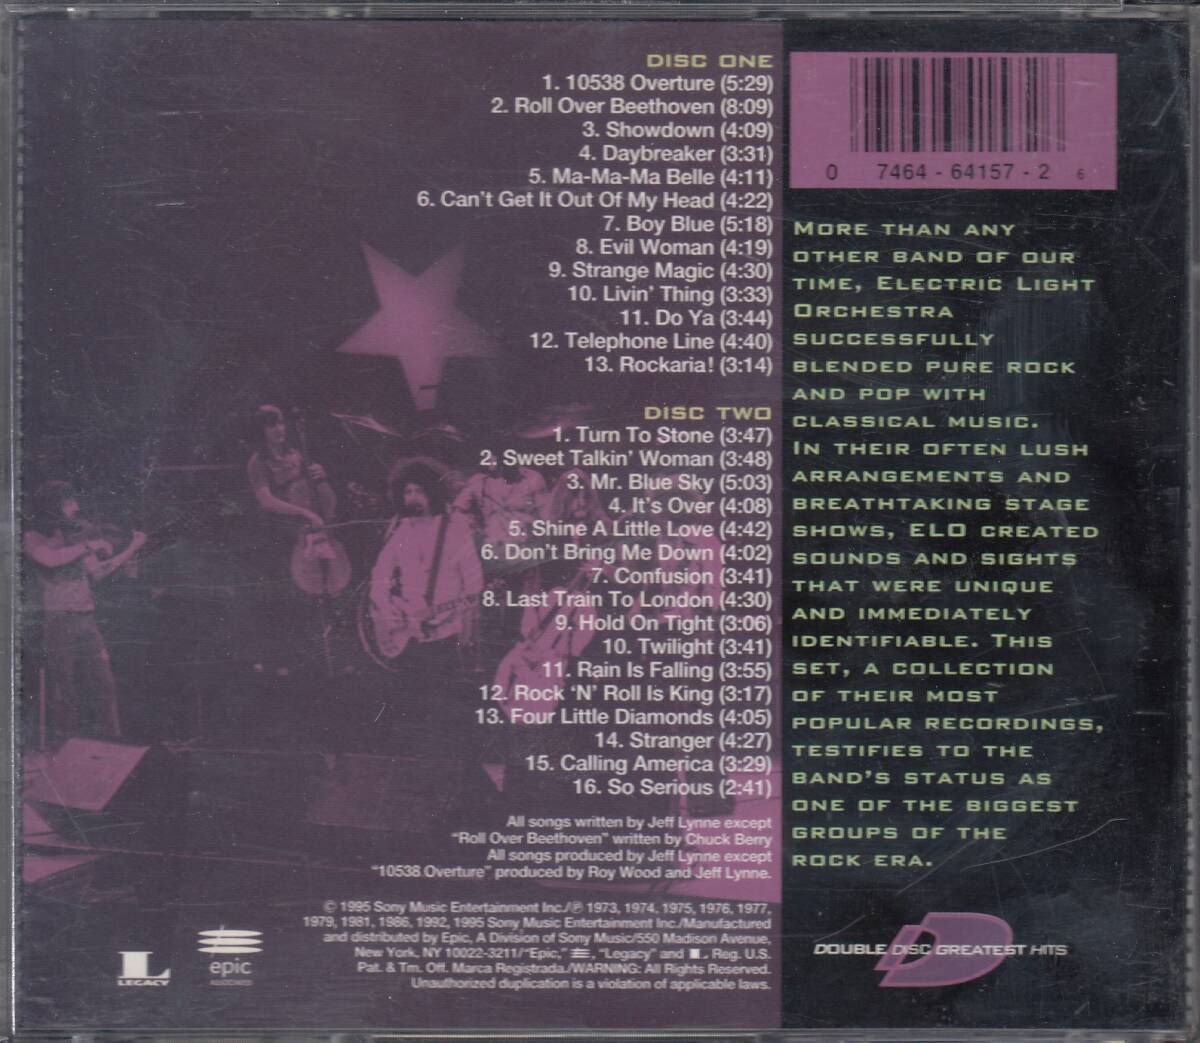 DISC ONE
1. 10538 Overture (5:29)
2. Roll Over Beethoven (8:09)
3. Showdown (4:09)
4. Daybreaker (3:31)
5. Ma-Ma-Ma Belle (4:11)
6. Can't Get It Out Of My Head (4:22)
7. Boy Blue (5:18)
8. Evil Woman (4:19)
9. Strange Magic (4:30)
10. Livin' Thing (3:33)
11. Do Ya (3:44)
12. Telephone Line (4:40)
13. Rockaria! (3:14)
DISC TWO
1. Turn To Stone (3:47)
2. Sweet Talkin' Woman (3:48)
3. Mr. Blue Sky (5:03)
4. It's Over (4:08)
5. Shine A Little Love (4:42)
6. Don't Bring Me Down (4:02)
7. Confusion (3:41)
8. Last Train To London (4:30)
9. Hold On Tight (3:06)
10. Twilight (3:41)
11. Rain Is Falling (3:55)
12. Rock 'N' Roll Is King (3:17)
13. Four Little Diamonds (4:05)
14. Stranger (4:27)
15. Calling America (3:29)
16. So Serious (2:41)
All songs written by Jeff Lynne except
"Roll Over Beethoven" written by Chuck Berry
All songs produced by Jeff Lynne except
"10538 Overture" produced by Roy Wood and Jeff Lynne.
© 1995 Sony Music Entertainment Inc./℗ 1973, 1974, 1975, 1976, 1977,
1979, 1981, 1986, 1992, 1995 Sony Music Entertainment Inc./Manufactured
and distributed by Epic, A Division of Sony Music/550 Madison Avenue,
New York, NY 10022-3211/"Epic," , "Legacy" and L, Reg. U.S.
Pat. & Tm. Off. Marca Registrada./WARNING: All Rights Reserved.
Unauthorized duplication is a violation of applicable laws.
L
LEGACY
epic
0 7464 - 64157 - 2 6
MORE THAN ANY
OTHER BAND OF OUR
TIME, ELECTRIC LIGHT
ORCHESTRA
SUCCESSFULLY
BLENDED PURE ROCK
AND POP WITH
CLASSICAL MUSIC.
IN THEIR OFTEN LUSH
ARRANGEMENTS AND
BREATHTAKING STAGE
SHOWS, ELO CREATED
SOUNDS AND SIGHTS
THAT WERE UNIQUE
AND IMMEDIATELY
IDENTIFIABLE. THIS
SET, A COLLECTION
OF THEIR MOST
POPULAR RECORDINGS,
TESTIFIES TO THE
BAND'S STATUS AS
ONE OF THE BIGGEST
GROUPS OF THE
ROCK ERA.
D
DOUBLE DISC GREATEST HITS